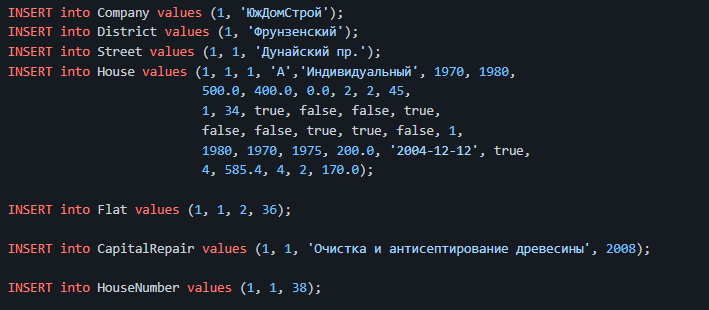 INSERT into Company values (1, 'ЮжДомСтрой');
INSERT into District values (1, 'Фрунзенский');
INSERT into Street values (1, 1, 'Дунайский пр.');
INSERT into House values (1, 1, 1, 'А','Индивидуальный', 1970, 1980,
500.0, 400.0, 0.0, 2, 2, 45,
1, 34, true, false, false, true,
false, false, true, true, false, 1,
1980, 1970, 1975, 200.0, '2004-12-12', true,
4, 585.4, 4, 2, 170.0);
INSERT into Flat values (1, 1, 2, 36);
INSERT into CapitalRepair values (1, 1, 'Очистка и антисептирование древесины', 2008);
INSERT into HouseNumber values (1, 1, 38);